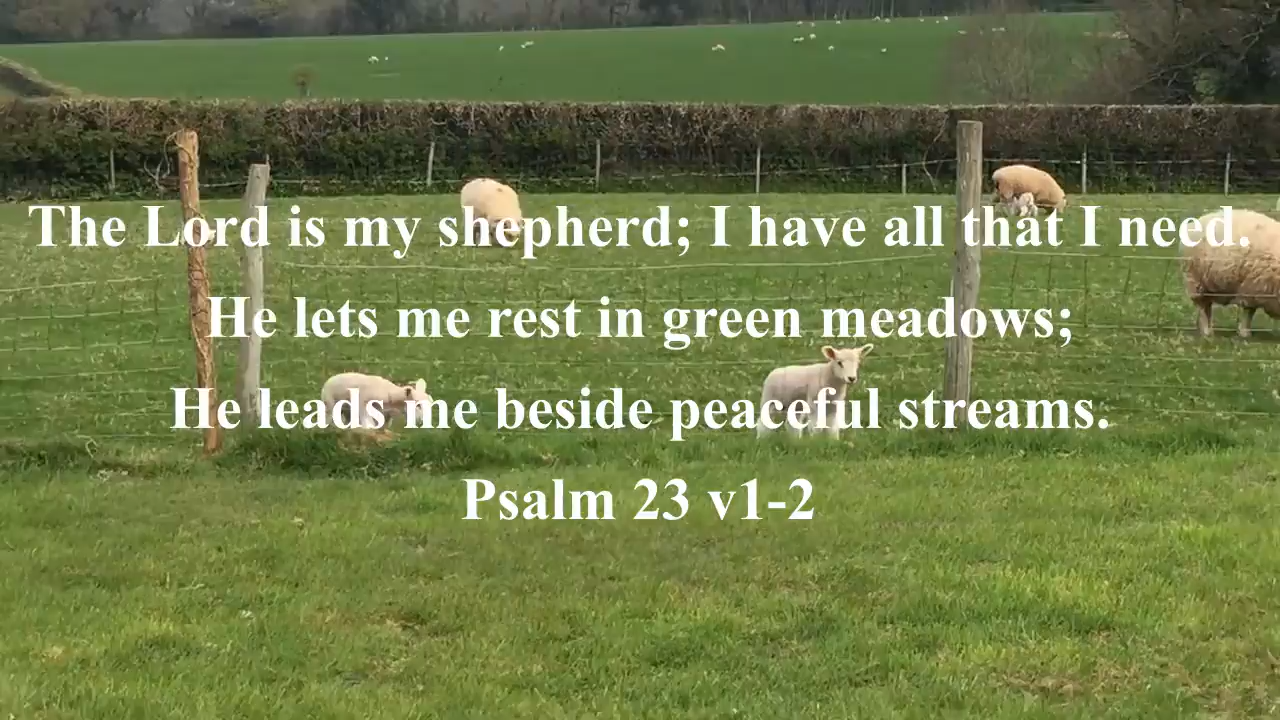 The Lord is my shepherd; I have all that I need.
He lets me rest in green meadows;
He leads me beside peaceful streams.
Psalm 23 v1-2